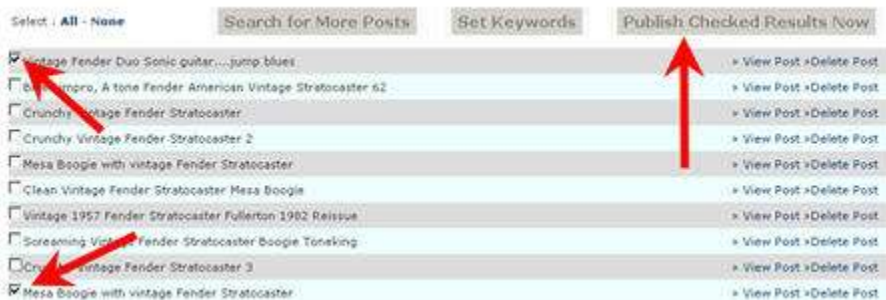 Select : All - None Search for More Posts Set Keywords Publish Checked Results Now
Vintage Fender Duo Sonic guitar....jump blues » View Post »Delete Post
A tone Fender American Vintage Stratocaster 62 » View Post »Delete Post
Crunchy Vintage Fender Stratocaster » View Post »Delete Post
Crunchy Vintage Fender Stratocaster 2 » View Post »Delete Post
Mesa Boogie with vintage Fender Stratocaster » View Post »Delete Post
Clean Vintage Fender Stratocaster Mesa Boogie » View Post »Delete Post
Vintage 1957 Fender Stratocaster Fullerton 1982 Reissue » View Post »Delete Post
Screaming Vintage Fender Stratocaster Boogie Toneking » View Post »Delete Post
Crunchy Vintage Fender Stratocaster 3 » View Post »Delete Post
Mesa Boogie with vintage Fender Stratocaster » View Post »Delete Post